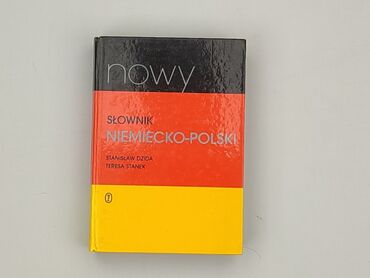 nowy
SŁOWNIK
NIEMIECKO-POLSKI
STANISŁAW DZIDA
TERESA STANEK